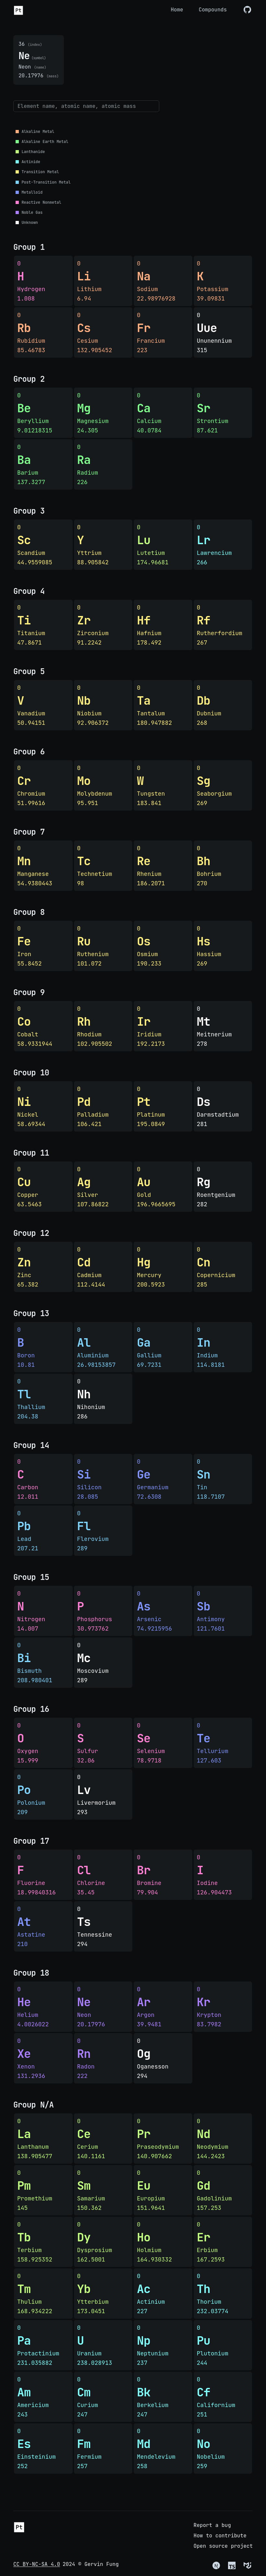 Pt
Home Compounds
36 (number)
Ne (symbol)
Neon (name)
20.17976 (mass)
Element name, atomic name, atomic mass
Alkaline Metal
Alkaline Earth Metal
Lanthanide
Actinide
Transition Metal
Post-Transition Metal
Metalloid
Reactive Nonmetal
Noble Gas
Unknown
Group 1
0 0 0 0
H Li Na K
Hydrogen Lithium Sodium Potassium
1.008 6.94 22.98976928 39.09831
0 0 0 0
Rb Cs Fr Uue
Rubidium Cesium Francium Ununennium
85.46783 132.905452 223 315
Group 2
0 0 0 0
Be Mg Ca Sr
Beryllium Magnesium Calcium Strontium
9.01218315 24.305 40.0784 87.621
0 0
Ba Ra
Barium Radium
137.3277 226
Group 3
0 0 0 0
Sc Y Lu Lr
Scandium Yttrium Lutetium Lawrencium
44.9559085 88.905842 174.96681 266
Group 4
0 0 0 0
Ti Zr Hf Rf
Titanium Zirconium Hafnium Rutherfordium
47.8671 91.2242 178.492 267
Group 5
0 0 0 0
V Nb Ta Db
Vanadium Niobium Tantalum Dubnium
50.94151 92.906372 180.947882 268
Group 6
0 0 0 0
Cr Mo W Sg
Chromium Molybdenum Tungsten Seaborgium
51.99616 95.951 183.841 269
Group 7
0 0 0 0
Mn Tc Re Bh
Manganese Technetium Rhenium Bohrium
54.9380443 98 186.2071 270
Group 8
0 0 0 0
Fe Ru Os Hs
Iron Ruthenium Osmium Hassium
55.8452 101.072 190.233 269
Group 9
0 0 0 0
Co Rh Ir Mt
Cobalt Rhodium Iridium Meitnerium
58.9331944 102.905502 192.2173 278
Group 10
0 0 0 0
Ni Pd Pt Ds
Nickel Palladium Platinum Darmstadtium
58.69344 106.421 195.0849 281
Group 11
0 0 0 0
Cu Ag Au Rg
Copper Silver Gold Roentgenium
63.5463 107.86822 196.9665695 282
Group 12
0 0 0 0
Zn Cd Hg Cn
Zinc Cadmium Mercury Copernicium
65.382 112.4144 200.5923 285
Group 13
0 0 0 0
B Al Ga In
Boron Aluminium Gallium Indium
10.81 26.98153857 69.7231 114.8181
0 0
Tl Nh
Thallium Nihonium
204.38 286
Group 14
0 0 0 0
C Si Ge Sn
Carbon Silicon Germanium Tin
12.011 28.085 72.6308 118.7107
0 0
Pb Fl
Lead Flerovium
207.21 289
Group 15
0 0 0 0
N P As Sb
Nitrogen Phosphorus Arsenic Antimony
14.007 30.973762 74.9215956 121.7601
0 0
Bi Mc
Bismuth Moscovium
208.980401 289
Group 16
0 0 0 0
O S Se Te
Oxygen Sulfur Selenium Tellurium
15.999 32.06 78.9718 127.603
0 0
Po Lv
Polonium Livermorium
209 293
Group 17
0 0 0 0
F Cl Br I
Fluorine Chlorine Bromine Iodine
18.99840316 35.45 79.904 126.904473
0 0
At Ts
Astatine Tennessine
210 294
Group 18
0 0 0 0
He Ne Ar Kr
Helium Neon Argon Krypton
4.0026022 20.17976 39.9481 83.7982
0 0 0
Xe Rn Og
Xenon Radon Oganesson
131.2936 222 294
Group N/A
0 0 0 0
La Ce Pr Nd
Lanthanum Cerium Praseodymium Neodymium
138.905477 140.1161 140.907662 144.2423
0 0 0 0
Pm Sm Eu Gd
Promethium Samarium Europium Gadolinium
145 150.362 151.9641 157.253
0 0 0 0
Tb Dy Ho Er
Terbium Dysprosium Holmium Erbium
158.925352 162.5001 164.930332 167.2593
0 0 0 0
Tm Yb Ac Th
Thulium Ytterbium Actinium Thorium
168.934222 173.0451 227 232.03774
0 0 0 0
Pa U Np Pu
Protactinium Uranium Neptunium Plutonium
231.035882 238.028913 237 244
0 0 0 0
Am Cm Bk Cf
Americium Curium Berkelium Californium
243 247 247 251
0 0 0 0
Es Fm Md No
Einsteinium Fermium Mendelevium Nobelium
252 257 258 259
Pt
Report a bug
How to contribute
Open source project
CC BY-NC-SA 4.0 2024 © Gervin Fung
N TS